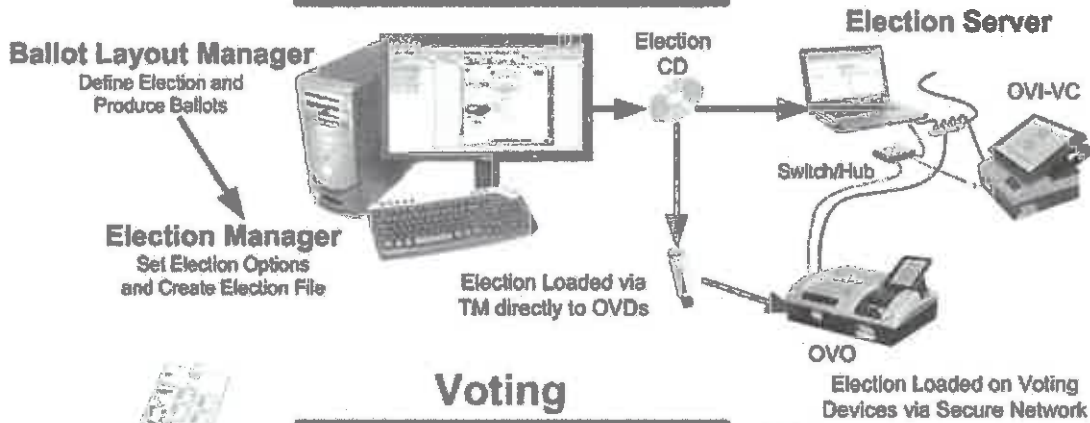 Election Server
Ballot Layout Manager
Define Election and
Produce Ballots
Election
CD
OVI-VC
Switch/Hub
Election Manager
Set Election Options
and Create Election File
Election Loaded via
TM directly to OVDs
OVO
Election Loaded on Voting
Devices via Secure Network
Voting